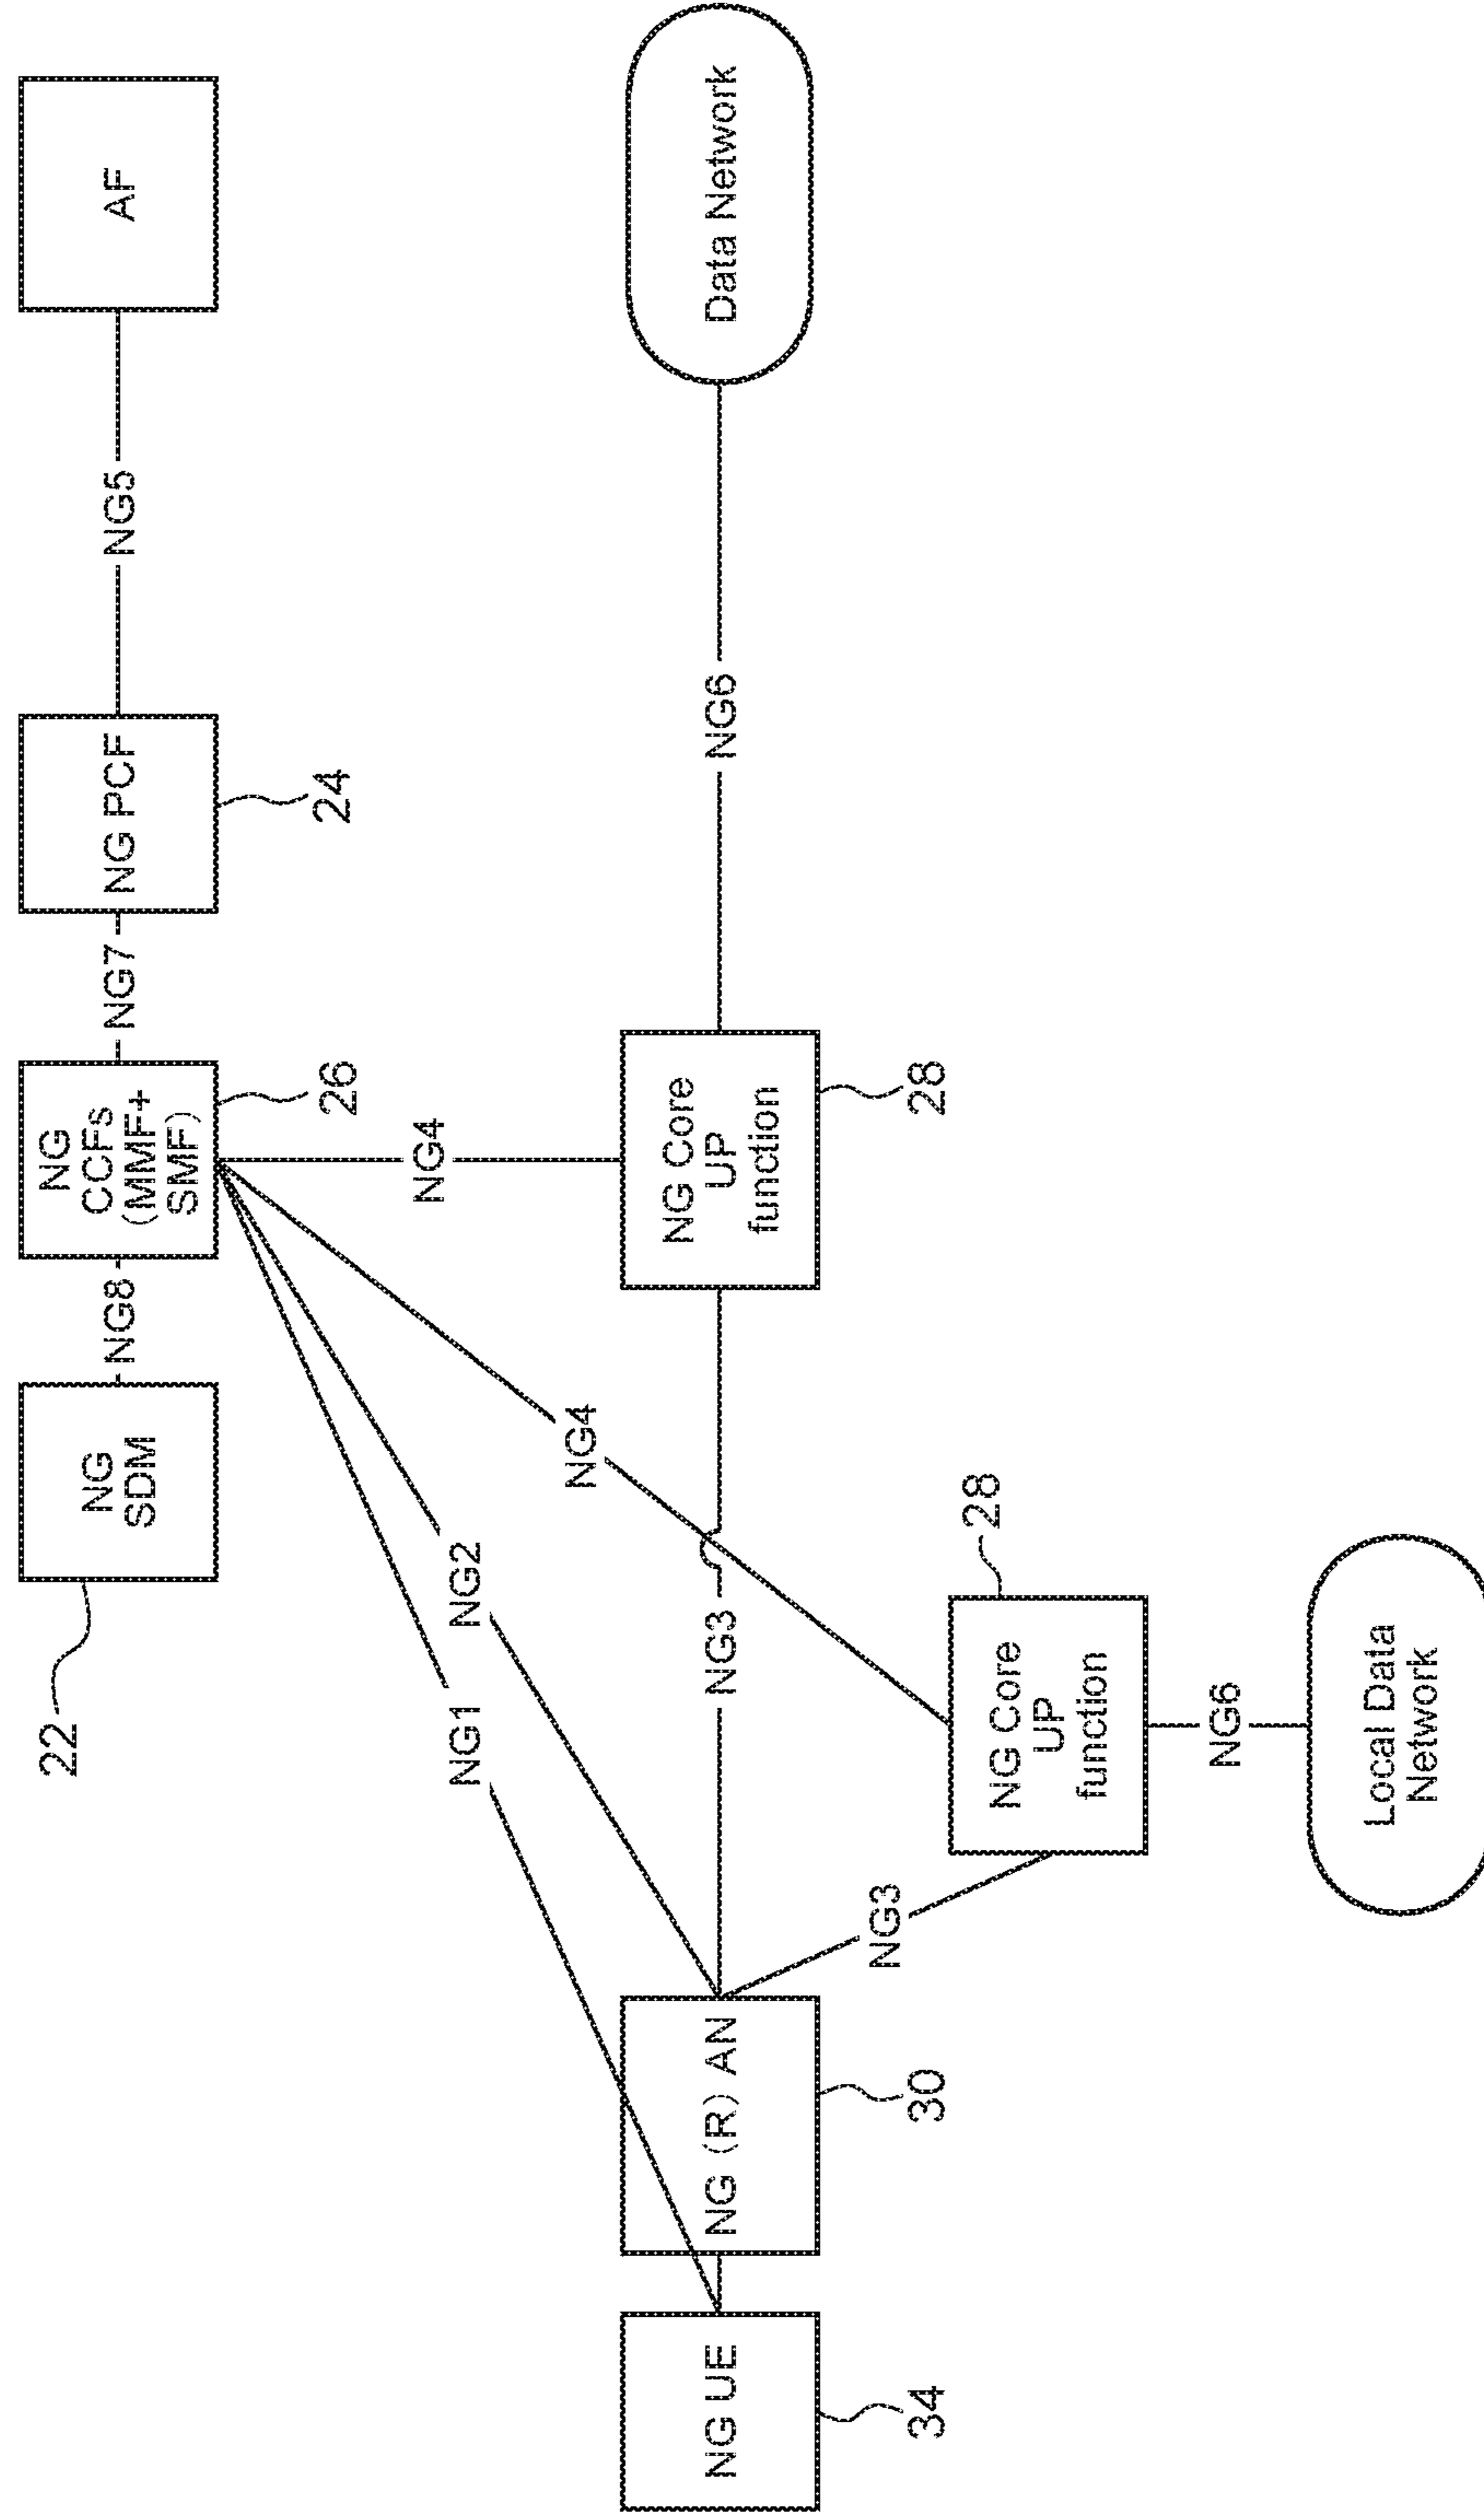 22
NG
SDM
NG8
NG
CCFs
(MMF+
SMF)
26
NG7
NG PCF
24
NG5
AF
NG1
NG2
NG4
NG4
NG UE
34
NG (R) AN
30
NG3
NG3
NG Core
UP
function
28
NG6
Data Network
NG Core
UP
function
28
NG6
Local Data
Network